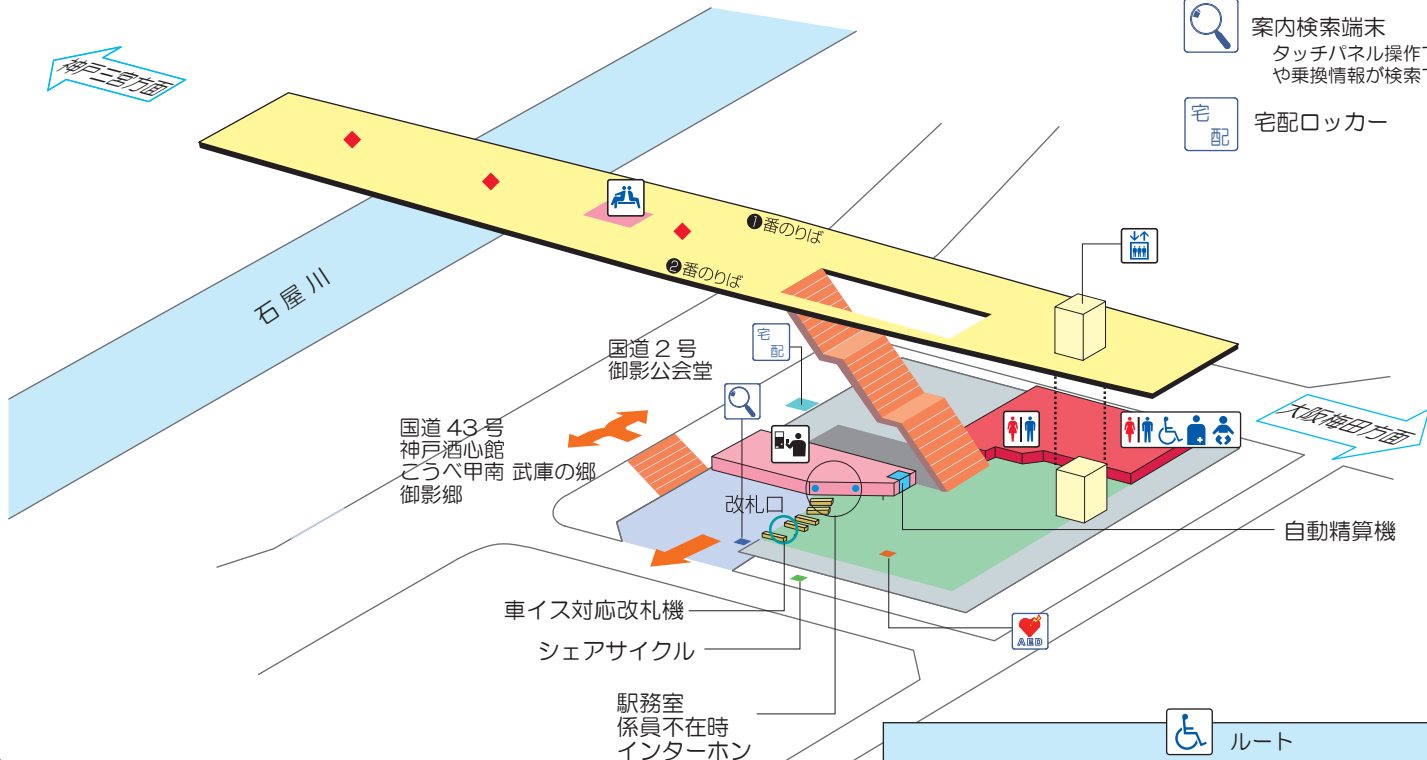 神戸三宮方面
案内検索端末
タッチパネル操作で
や乗換情報が検索で
宅配
宅配ロッカー
❶番のりば
❷番のりば
石屋川
国道2号
御影公会堂
宅配
国道43号
神戸酒心館
こうべ甲南 武庫の郷
御影郷
大阪梅田方面
改札口
自動精算機
車イス対応改札機
シェアサイクル
AED
駅務室
係員不在時
インターホン
ルート